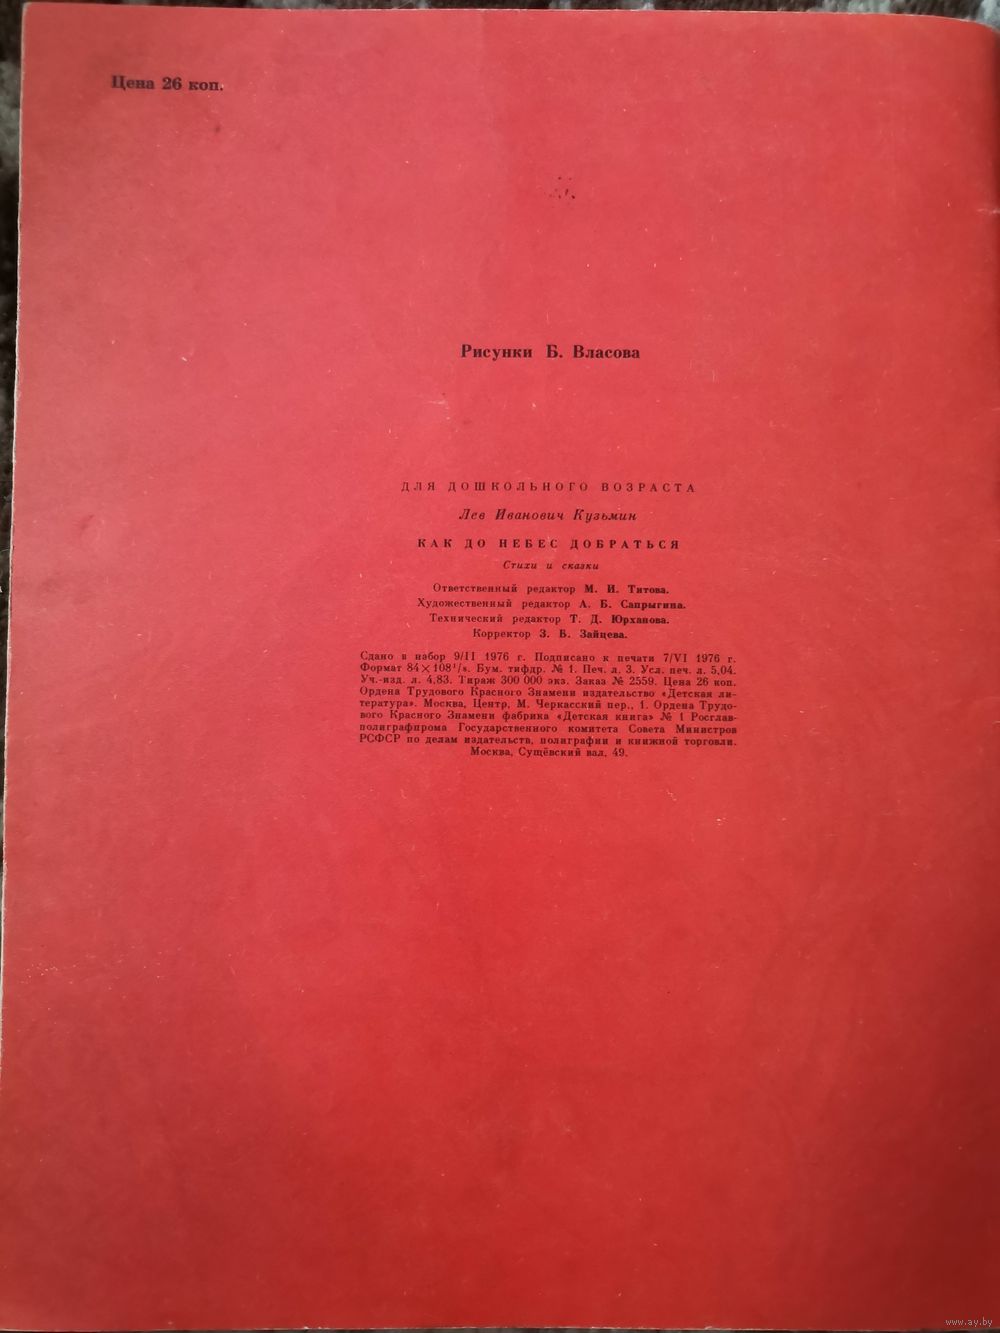 Цена 26 коп.
Рисунки Б. Власова
ДЛЯ ДОШКОЛЬНОГО ВОЗРАСТА
Лев Иванович Кузьмин
КАК ДО НЕБЕС ДОБРАТЬСЯ
Стихи и сказки
Ответственный редактор М. И. Титова.
Художественный редактор А. Б. Сапрыгина.
Технический редактор Т. Д. Юрханова.
Корректор З. В. Зайцева.
Сдано в набор 9/II 1976 г. Подписано к печати 7/VI 1976 г.
Формат 84×108¹/₈. Бум. тифдр. № 1. Печ. л. 3. Усл. печ. л. 5,04.
Уч.-изд. л. 4,83. Тираж 300 000 экз. Заказ № 2559. Цена 26 коп.
Ордена Трудового Красного Знамени издательство «Детская ли-
тература». Москва, Центр, М. Черкасский пер., 1. Ордена Трудо-
вого Красного Знамени фабрика «Детская книга» № 1 Росглав-
полиграфпрома Государственного комитета Совета Министров
РСФСР по делам издательств, полиграфии и книжной торговли.
Москва, Сущёвский вал, 49.
www.ay.by